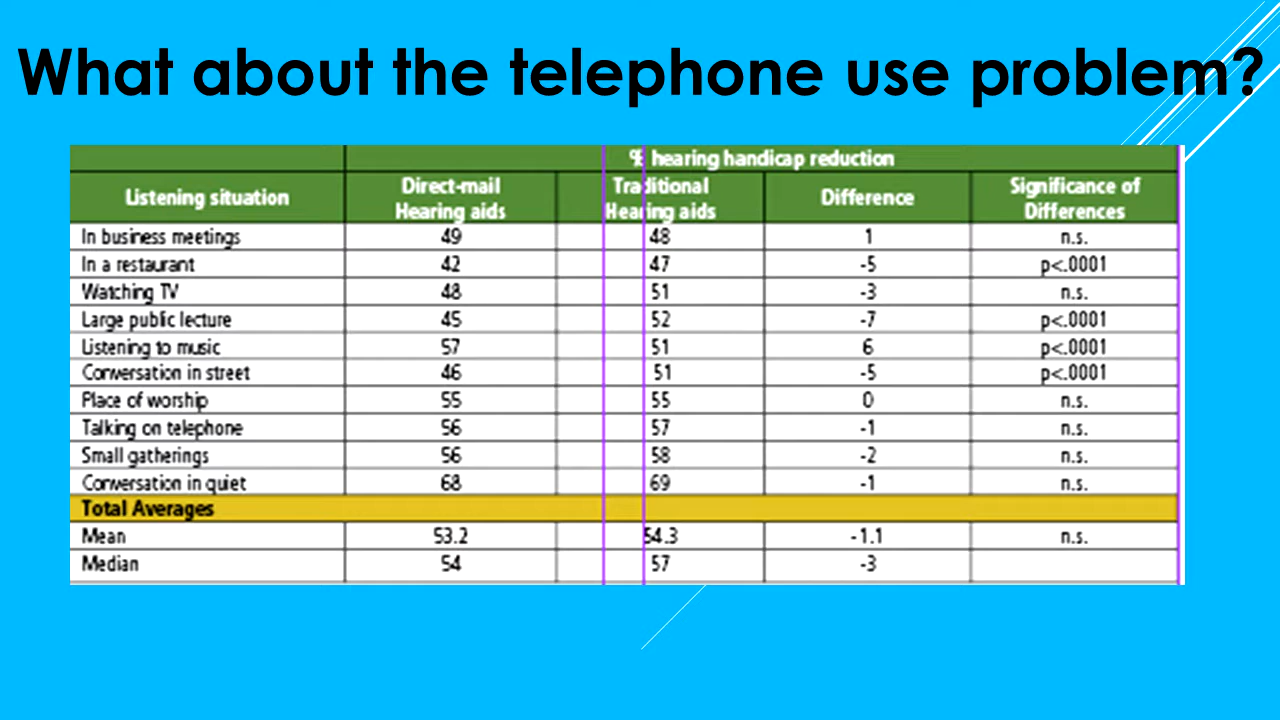 What about the telephone use problem?
% hearing handicap reduction
Listening situation Direct-mail Hearing aids Traditional Hearing aids Difference Significance of Differences
In business meetings 49 48 1 n.s.
In a restaurant 42 47 -5 p<.0001
Watching TV 48 51 -3 n.s.
Large public lecture 45 52 -7 p<.0001
Listening to music 57 51 6 p<.0001
Conversation in street 46 51 -5 p<.0001
Place of worship 55 55 0 n.s.
Talking on telephone 56 57 -1 n.s.
Small gatherings 56 58 -2 n.s.
Conversation in quiet 68 69 -1 n.s.
Total Averages
Mean 53.2 54.3 -1.1 n.s.
Median 54 57 -3